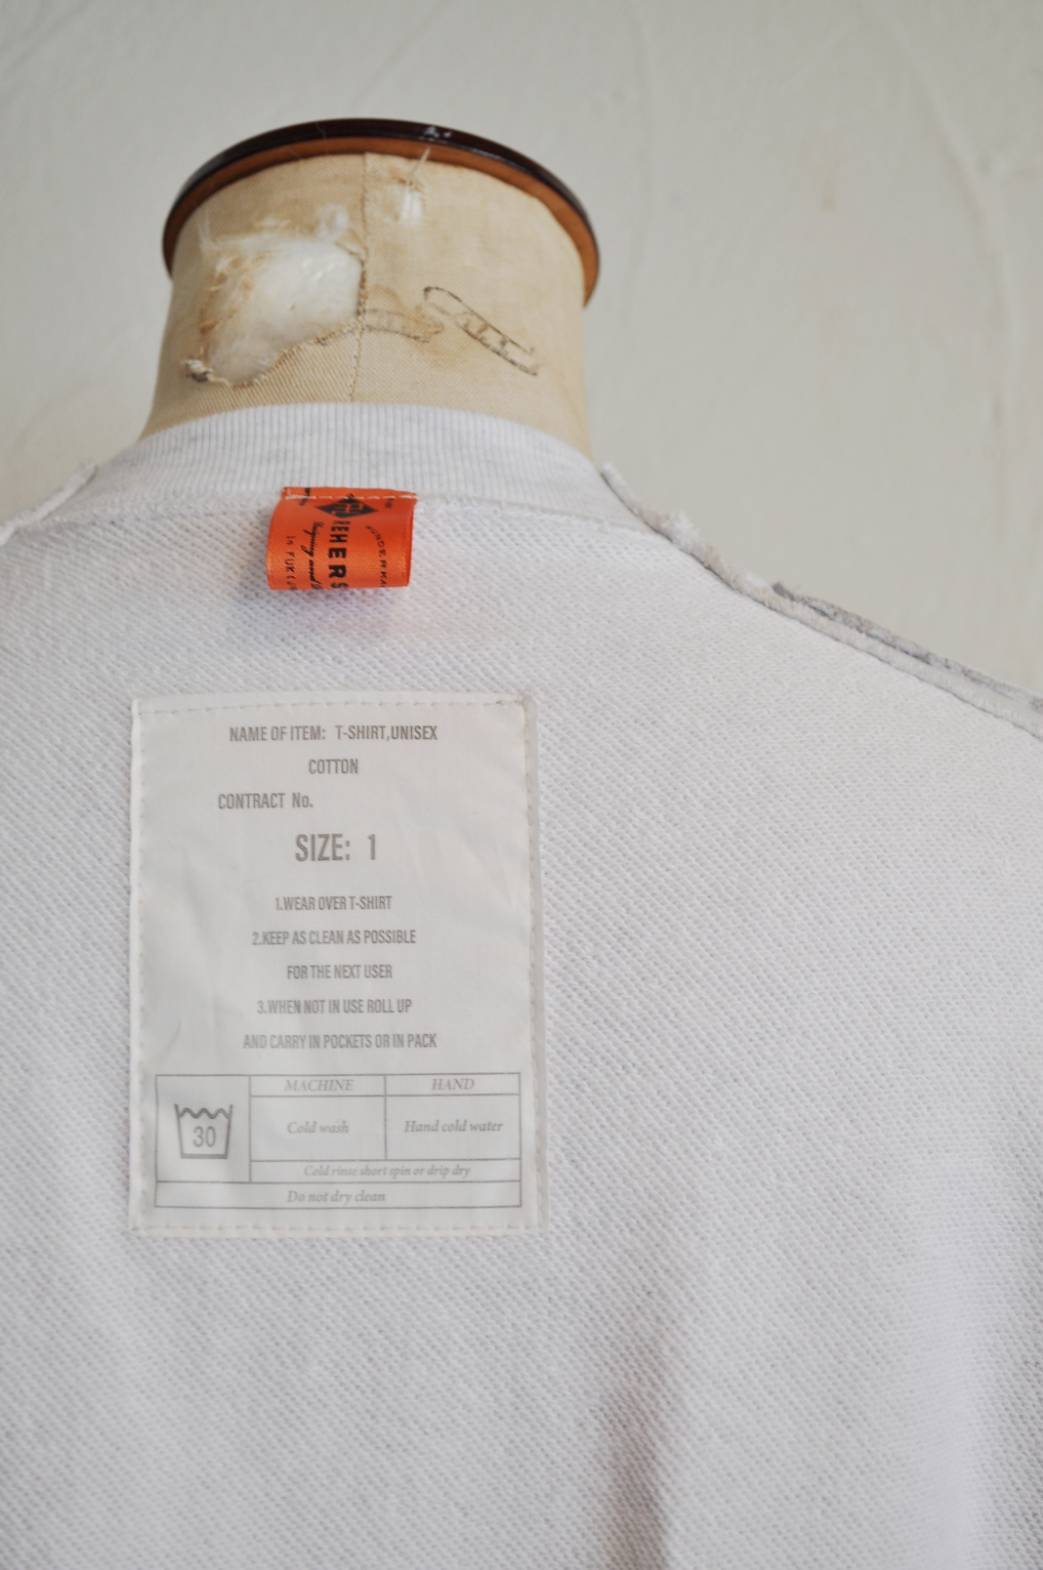 HERS
NAME OF ITEM: T-SHIRT,UNISEX
COTTON
CONTRACT No.
SIZE: 1
1.WEAR OVER T-SHIRT
2.KEEP AS CLEAN AS POSSIBLE
FOR THE NEXT USER
3.WHEN NOT IN USE ROLL UP
AND CARRY IN POCKETS OR IN PACK
MACHINE HAND
30 Cold wash Hand cold water
Cold rinse short spin or drip dry
Do not dry clean